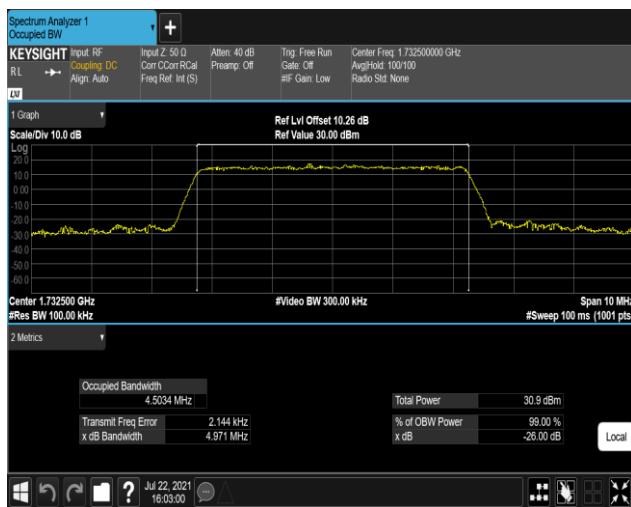 Spectrum Analyzer 1
Occupied BW
KEYSIGHT Input: RF Input Z: 50 Ω Atten: 40 dB Trig: Free Run Center Freq: 1.732500000 GHz
RL Coupling: DC Corr CCorr RCal Preamp: Off Gate: Off Avg|Hold: 100/100
Align: Auto Freq Ref: Int (S) #IF Gain: Low Radio Std: None
LXI
1 Graph
Ref Lvl Offset 10.26 dB
Scale/Div 10.0 dB Ref Value 30.00 dBm
Log
20.0
10.0
0.00
-10.0
-20.0
-30.0
-40.0
-50.0
-60.0
Center 1.732500 GHz #Video BW 300.00 kHz Span 10 MHz
#Res BW 100.00 kHz #Sweep 100 ms (1001 pts
2 Metrics
Occupied Bandwidth
4.5034 MHz Total Power 30.9 dBm
Transmit Freq Error 2.144 kHz % of OBW Power 99.00 %
x dB Bandwidth 4.971 MHz x dB -26.00 dB
Local
? Jul 22, 2021
16:03:00